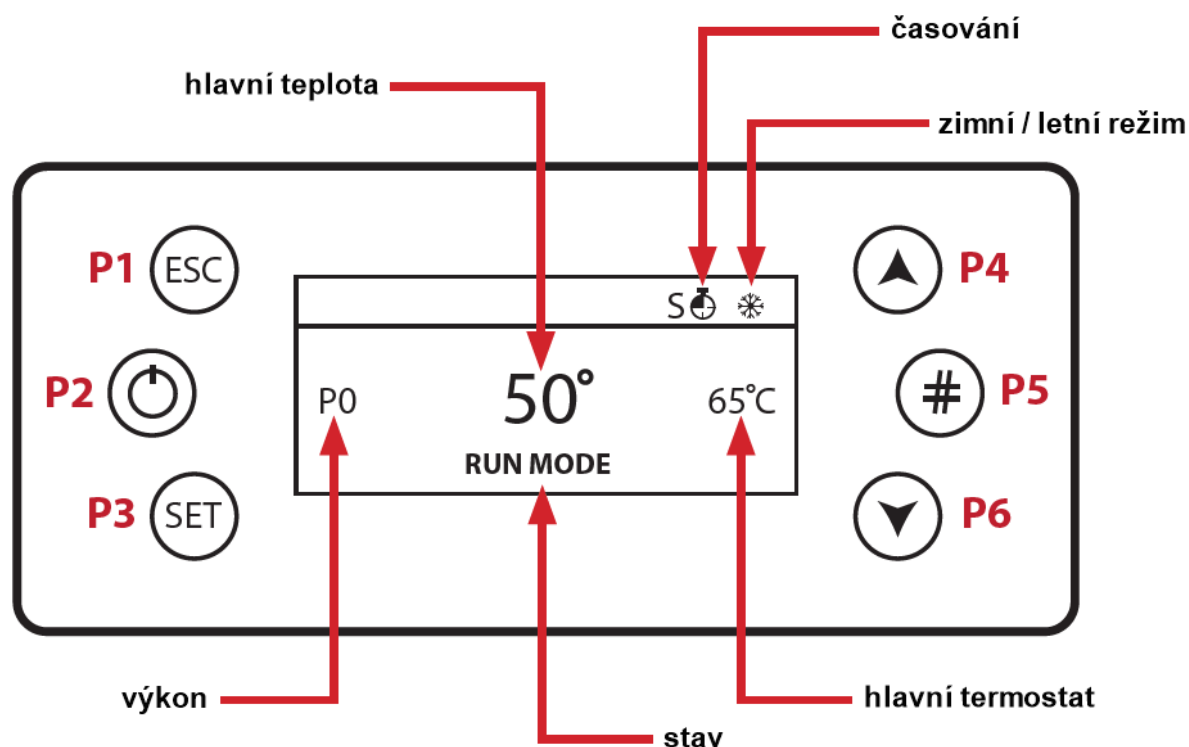 časování
hlavní teplota
zimní / letní režim
P1 ESC
P4
S
P2
P0
50°
65°C
# P5
RUN MODE
P3 SET
P6
výkon
hlavní termostat
stav